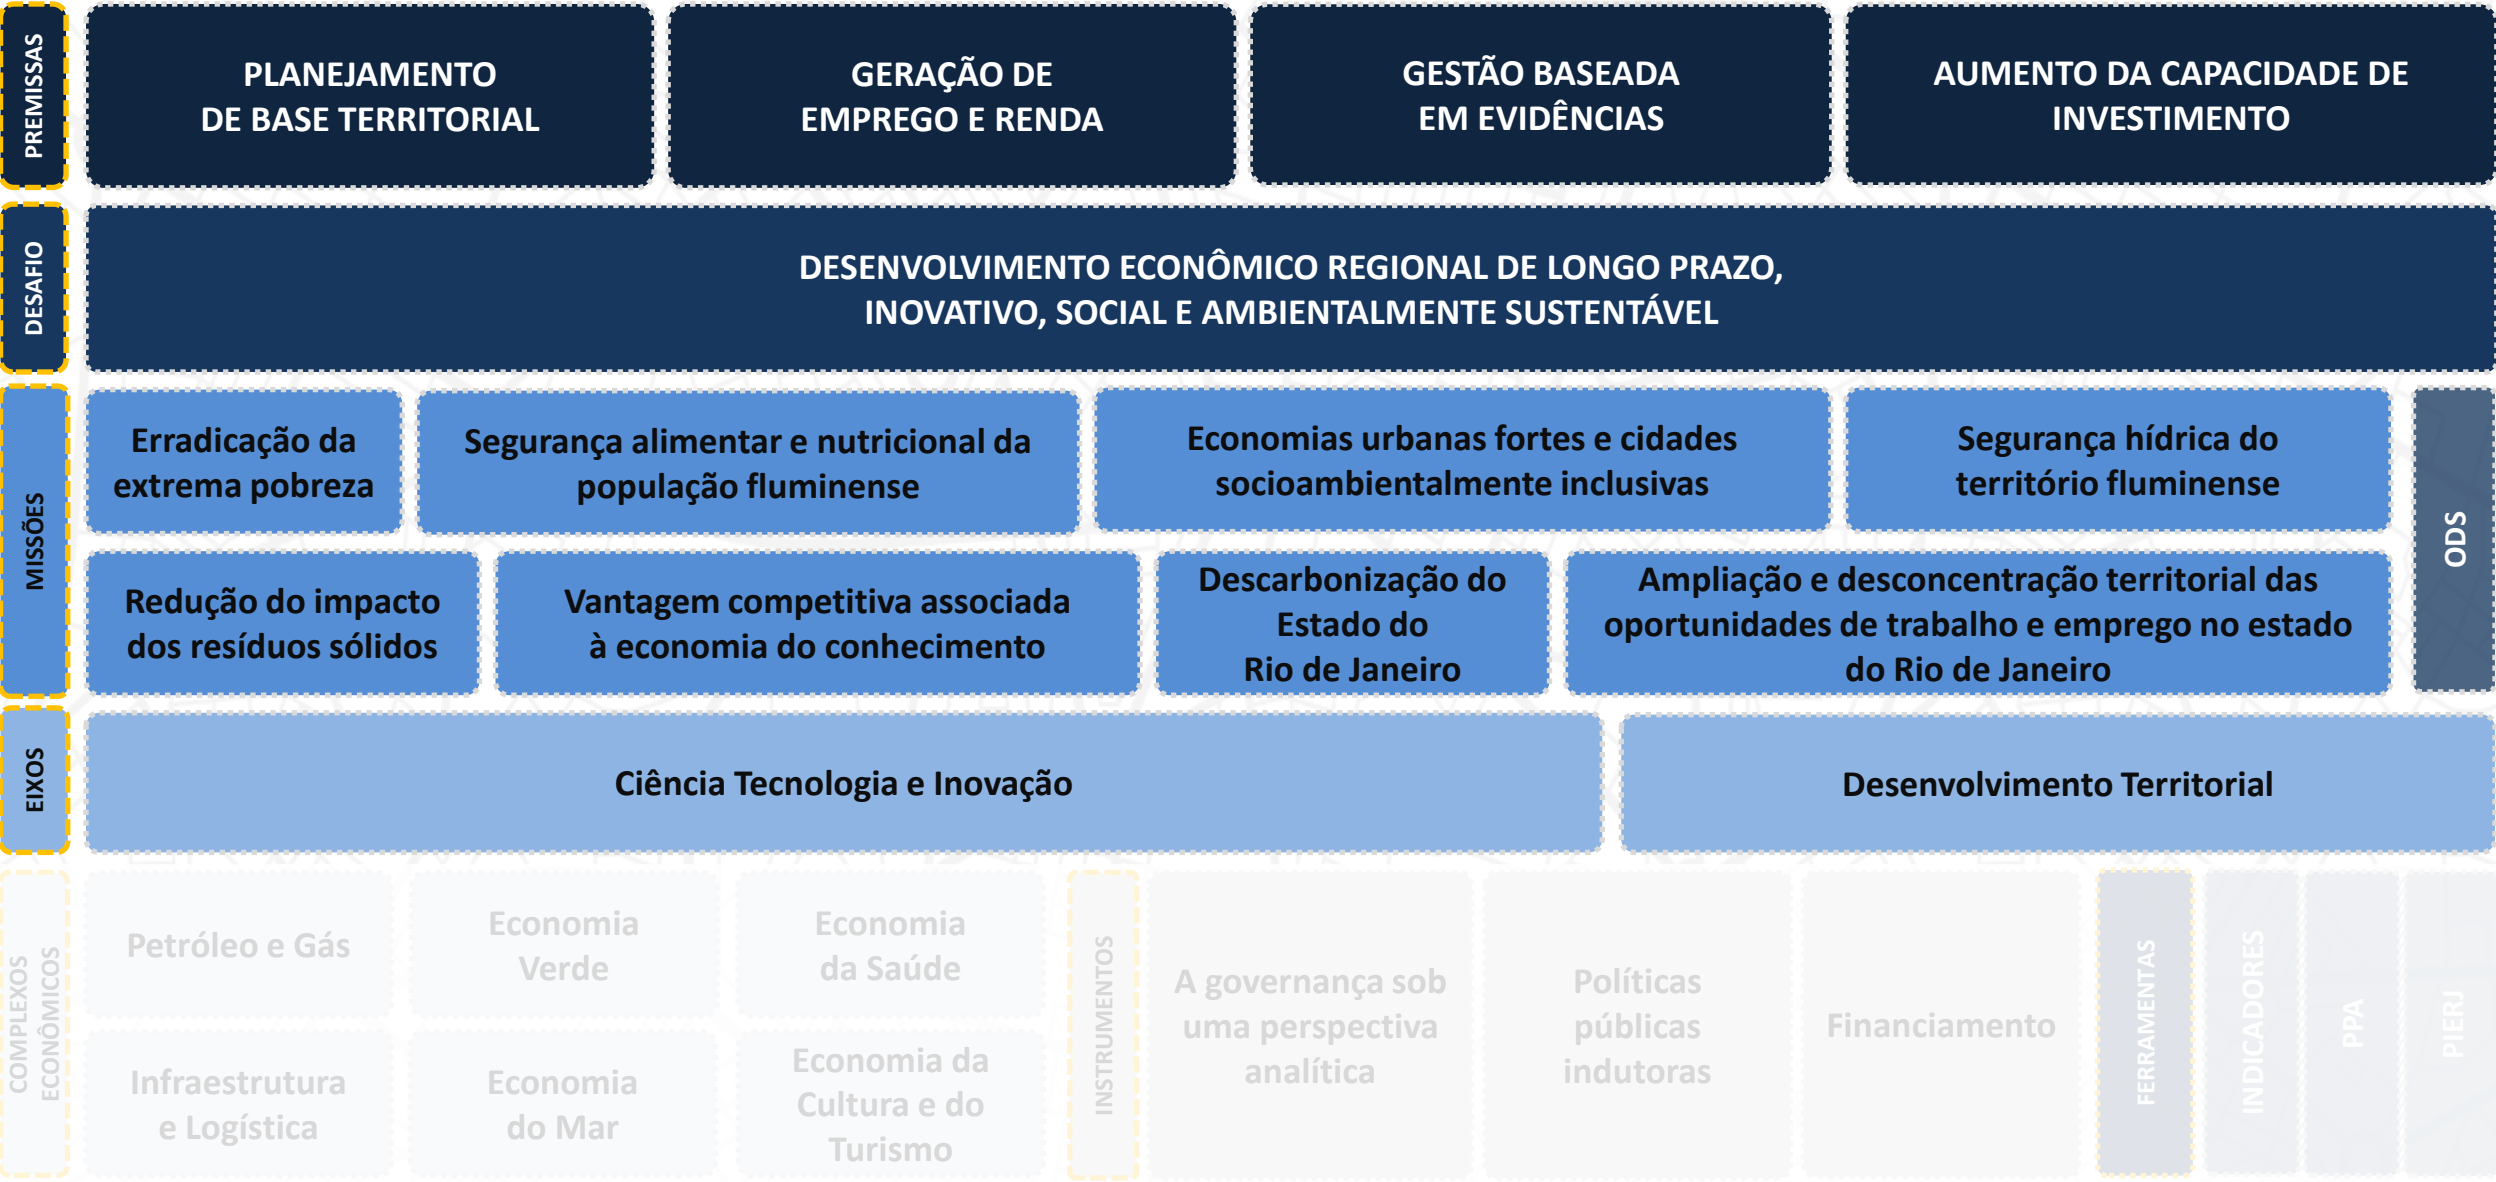 PREMISSAS
PLANEJAMENTO
DE BASE TERRITORIAL
GERAÇÃO DE
EMPREGO E RENDA
GESTÃO BASEADA
EM EVIDÊNCIAS
AUMENTO DA CAPACIDADE DE
INVESTIMENTO
DESAFIO
DESENVOLVIMENTO ECONÔMICO REGIONAL DE LONGO PRAZO,
INOVATIVO, SOCIAL E AMBIENTALMENTE SUSTENTÁVEL
MISSÕES
Erradicação da
extrema pobreza
Segurança alimentar e nutricional da
população fluminense
Economias urbanas fortes e cidades
socioambientalmente inclusivas
Segurança hídrica do
território fluminense
Redução do impacto
dos resíduos sólidos
Vantagem competitiva associada
à economia do conhecimento
Descarbonização do
Estado do
Rio de Janeiro
Ampliação e desconcentração territorial das
oportunidades de trabalho e emprego no estado
do Rio de Janeiro
ODS
EIXOS
Ciência Tecnologia e Inovação
Desenvolvimento Territorial
COMPLEXOS
ECONÔMICOS
Petróleo e Gás
Economia
Verde
Economia
da Saúde
Infraestrutura
e Logística
Economia
do Mar
Economia da
Cultura e do
Turismo
INSTRUMENTOS
A governança sob
uma perspectiva
analítica
Políticas
públicas
indutoras
Financiamento
FERRAMENTAS
INDICADORES
PPA
PIERJ